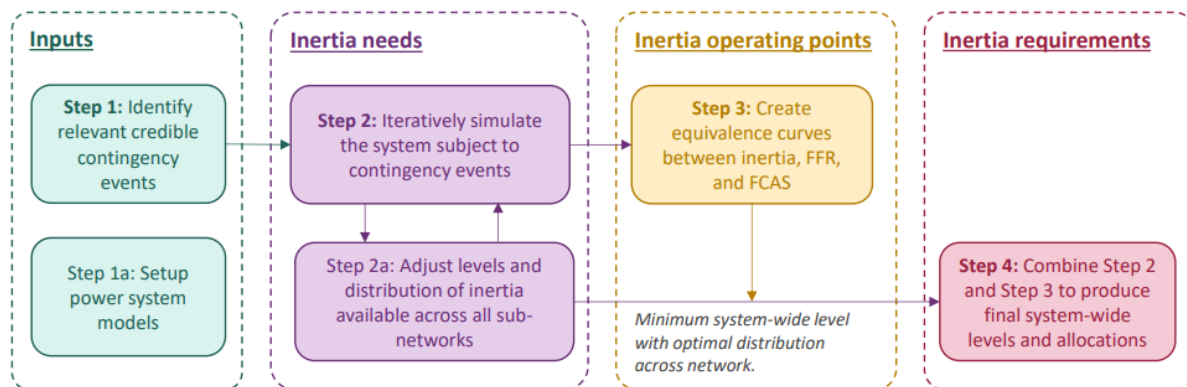 Inputs
Step 1: Identify
relevant credible
contingency
events
Step 1a: Setup
power system
models
Inertia needs
Step 2: Iteratively simulate
the system subject to
contingency events
Step 2a: Adjust levels and
distribution of inertia
available across all sub-
networks
Inertia operating points
Step 3: Create
equivalence curves
between inertia, FFR,
and FCAS
Minimum system-wide level
with optimal distribution
across network.
Inertia requirements
Step 4: Combine Step 2
and Step 3 to produce
final system-wide
levels and allocations